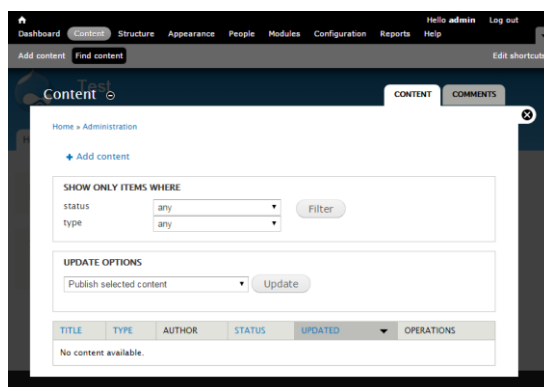 Hello admin Log out
Dashboard Content Structure Appearance People Modules Configuration Reports Help
Add content Find content Edit shortcuts
Test
Content
CONTENT COMMENTS
H
Home » Administration
+ Add content
SHOW ONLY ITEMS WHERE
status any
Filter
type any
UPDATE OPTIONS
Publish selected content Update
TITLE TYPE AUTHOR STATUS UPDATED OPERATIONS
No content available.